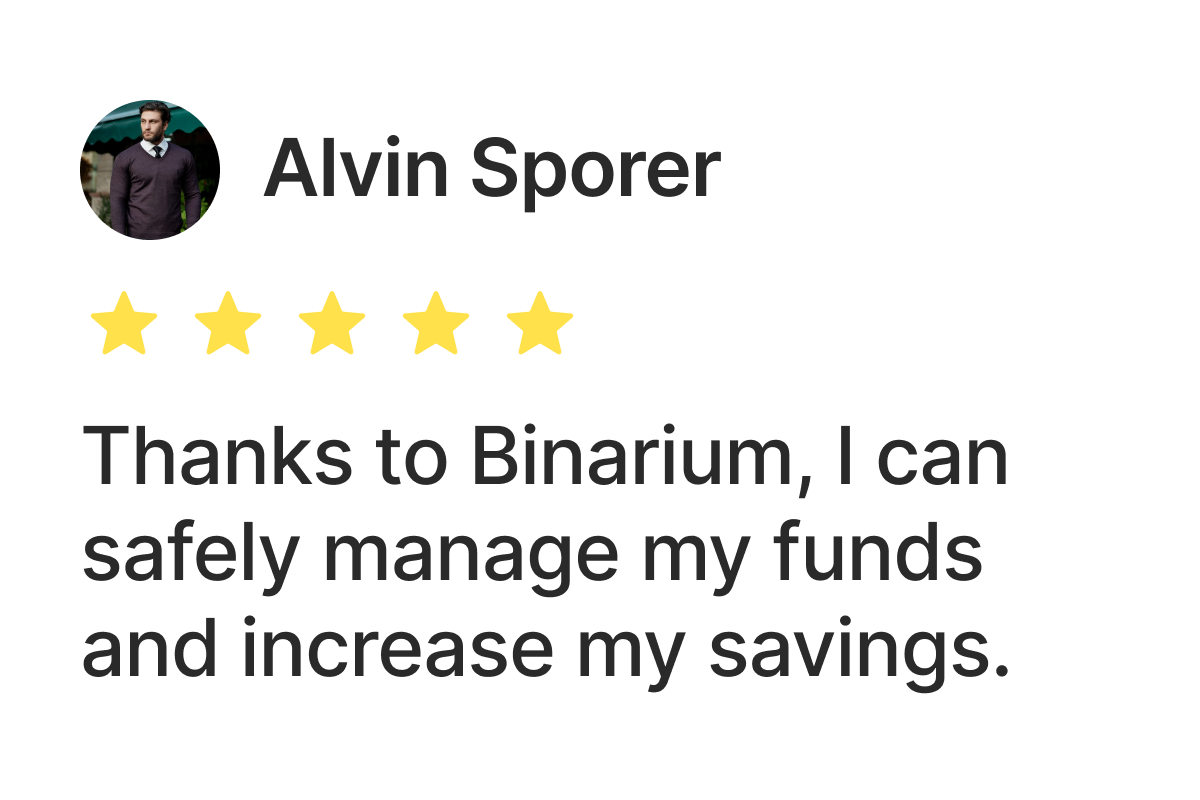 Alvin Sporer
Thanks to Binarium, I can
safely manage my funds
and increase my savings.